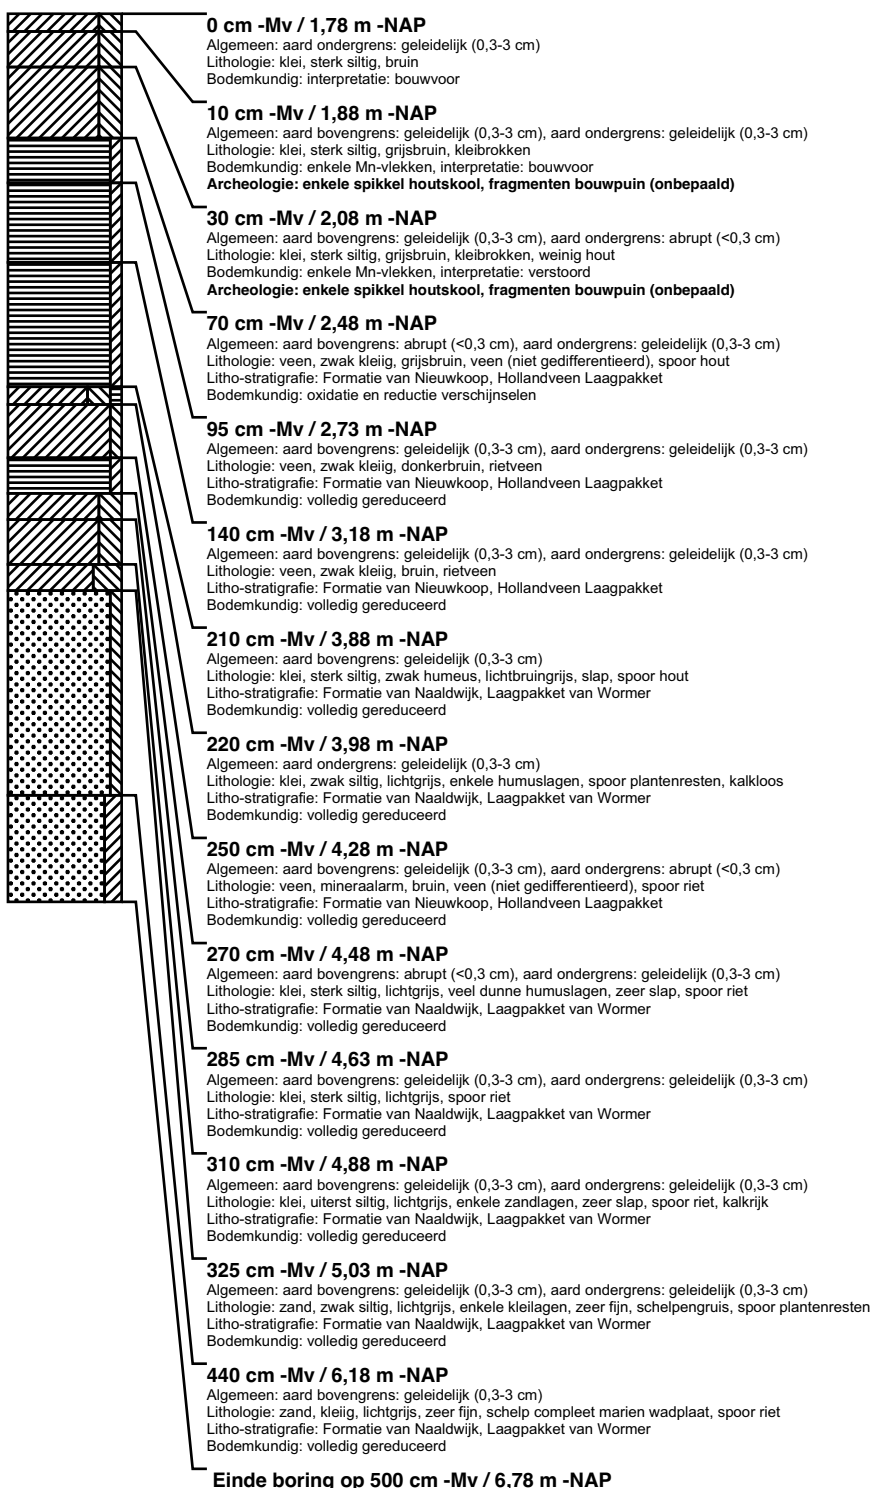 0 cm -Mv / 1,78 m -NAP
Algemeen: aard ondergrens: geleidelijk (0,3-3 cm)
Lithologie: klei, sterk siltig, bruin
Bodemkundig: interpretatie: bouwvoor
10 cm -Mv / 1,88 m -NAP
Algemeen: aard bovengrens: geleidelijk (0,3-3 cm), aard ondergrens: geleidelijk (0,3-3 cm)
Lithologie: klei, sterk siltig, grijsbruin, kleibrokken
Bodemkundig: enkele Mn-vlekken, interpretatie: bouwvoor
Archeologie: enkele spikkel houtskool, fragmenten bouwpuin (onbepaald)
30 cm -Mv / 2,08 m -NAP
Algemeen: aard bovengrens: geleidelijk (0,3-3 cm), aard ondergrens: abrupt (<0,3 cm)
Lithologie: klei, sterk siltig, grijsbruin, kleibrokken, weinig hout
Bodemkundig: enkele Mn-vlekken, interpretatie: verstoord
Archeologie: enkele spikkel houtskool, fragmenten bouwpuin (onbepaald)
70 cm -Mv / 2,48 m -NAP
Algemeen: aard bovengrens: abrupt (<0,3 cm), aard ondergrens: geleidelijk (0,3-3 cm)
Lithologie: veen, zwak kleiig, grijsbruin, veen (niet gedifferentieerd), spoor hout
Litho-stratigrafie: Formatie van Nieuwkoop, Hollandveen Laagpakket
Bodemkundig: oxidatie en reductie verschijnselen
95 cm -Mv / 2,73 m -NAP
Algemeen: aard bovengrens: geleidelijk (0,3-3 cm), aard ondergrens: geleidelijk (0,3-3 cm)
Lithologie: veen, zwak kleiig, donkerbruin, rietveen
Litho-stratigrafie: Formatie van Nieuwkoop, Hollandveen Laagpakket
Bodemkundig: volledig gereduceerd
140 cm -Mv / 3,18 m -NAP
Algemeen: aard bovengrens: geleidelijk (0,3-3 cm), aard ondergrens: geleidelijk (0,3-3 cm)
Lithologie: veen, zwak kleiig, bruin, rietveen
Litho-stratigrafie: Formatie van Nieuwkoop, Hollandveen Laagpakket
Bodemkundig: volledig gereduceerd
210 cm -Mv / 3,88 m -NAP
Algemeen: aard bovengrens: geleidelijk (0,3-3 cm)
Lithologie: klei, sterk siltig, zwak humeus, lichtbruingrijs, slap, spoor hout
Litho-stratigrafie: Formatie van Naaldwijk, Laagpakket van Wormer
Bodemkundig: volledig gereduceerd
220 cm -Mv / 3,98 m -NAP
Algemeen: aard ondergrens: geleidelijk (0,3-3 cm)
Lithologie: klei, zwak siltig, lichtgrijs, enkele humuslagen, spoor plantenresten, kalkloos
Litho-stratigrafie: Formatie van Naaldwijk, Laagpakket van Wormer
Bodemkundig: volledig gereduceerd
250 cm -Mv / 4,28 m -NAP
Algemeen: aard bovengrens: geleidelijk (0,3-3 cm), aard ondergrens: abrupt (<0,3 cm)
Lithologie: veen, mineraalarm, bruin, veen (niet gedifferentieerd), spoor riet
Litho-stratigrafie: Formatie van Nieuwkoop, Hollandveen Laagpakket
Bodemkundig: volledig gereduceerd
270 cm -Mv / 4,48 m -NAP
Algemeen: aard bovengrens: abrupt (<0,3 cm), aard ondergrens: geleidelijk (0,3-3 cm)
Lithologie: klei, sterk siltig, lichtgrijs, veel dunne humuslagen, zeer slap, spoor riet
Litho-stratigrafie: Formatie van Naaldwijk, Laagpakket van Wormer
Bodemkundig: volledig gereduceerd
285 cm -Mv / 4,63 m -NAP
Algemeen: aard bovengrens: geleidelijk (0,3-3 cm), aard ondergrens: geleidelijk (0,3-3 cm)
Lithologie: klei, sterk siltig, lichtgrijs, spoor riet
Litho-stratigrafie: Formatie van Naaldwijk, Laagpakket van Wormer
Bodemkundig: volledig gereduceerd
310 cm -Mv / 4,88 m -NAP
Algemeen: aard bovengrens: geleidelijk (0,3-3 cm), aard ondergrens: geleidelijk (0,3-3 cm)
Lithologie: klei, uiterst siltig, lichtgrijs, enkele zandlagen, zeer slap, spoor riet, kalkrijk
Litho-stratigrafie: Formatie van Naaldwijk, Laagpakket van Wormer
Bodemkundig: volledig gereduceerd
325 cm -Mv / 5,03 m -NAP
Algemeen: aard bovengrens: geleidelijk (0,3-3 cm), aard ondergrens: geleidelijk (0,3-3 cm)
Lithologie: zand, zwak siltig, lichtgrijs, enkele kleilagen, zeer fijn, schelpengruis, spoor plantenresten
Litho-stratigrafie: Formatie van Naaldwijk, Laagpakket van Wormer
Bodemkundig: volledig gereduceerd
440 cm -Mv / 6,18 m -NAP
Algemeen: aard bovengrens: geleidelijk (0,3-3 cm)
Lithologie: zand, kleiig, lichtgrijs, zeer fijn, schelp compleet marien wadplaat, spoor riet
Litho-stratigrafie: Formatie van Naaldwijk, Laagpakket van Wormer
Bodemkundig: volledig gereduceerd
Einde boring op 500 cm -Mv / 6,78 m -NAP